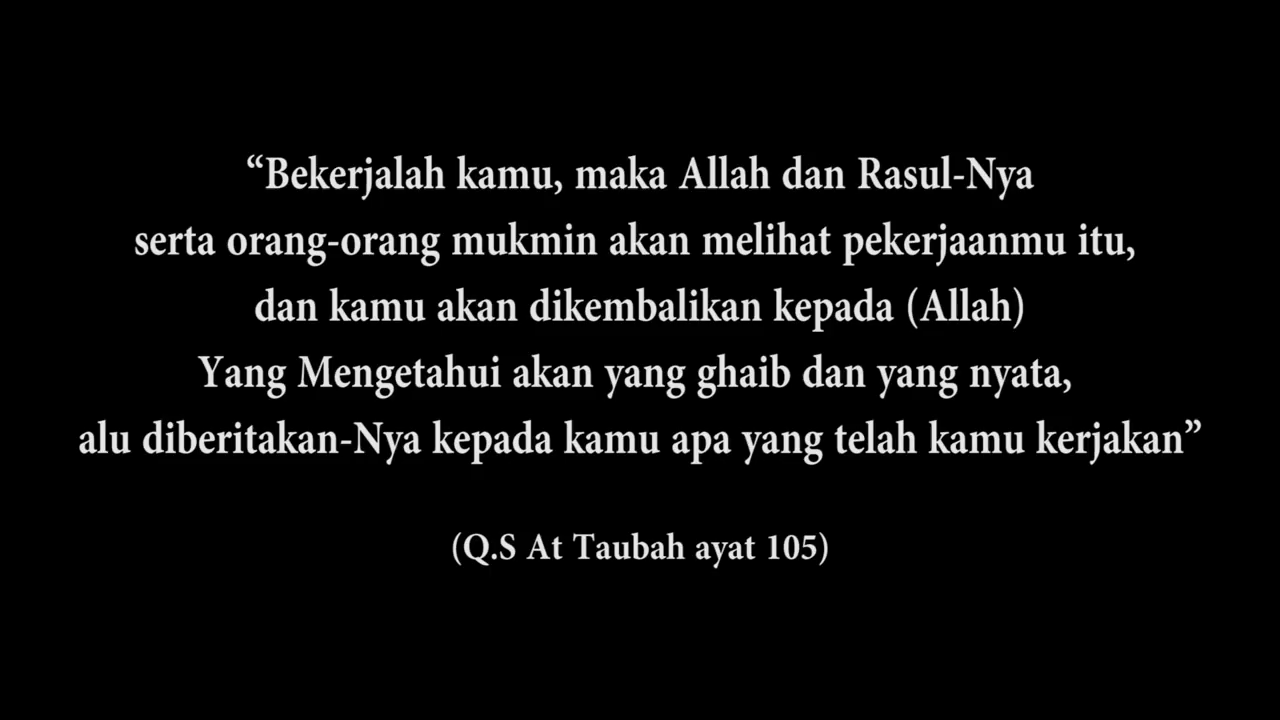 “Bekerjalah kamu, maka Allah dan Rasul-Nya
serta orang-orang mukmin akan melihat pekerjaanmu itu,
dan kamu akan dikembalikan kepada (Allah)
Yang Mengetahui akan yang ghaib dan yang nyata,
alu diberitakan-Nya kepada kamu apa yang telah kamu kerjakan”
(Q.S At Taubah ayat 105)